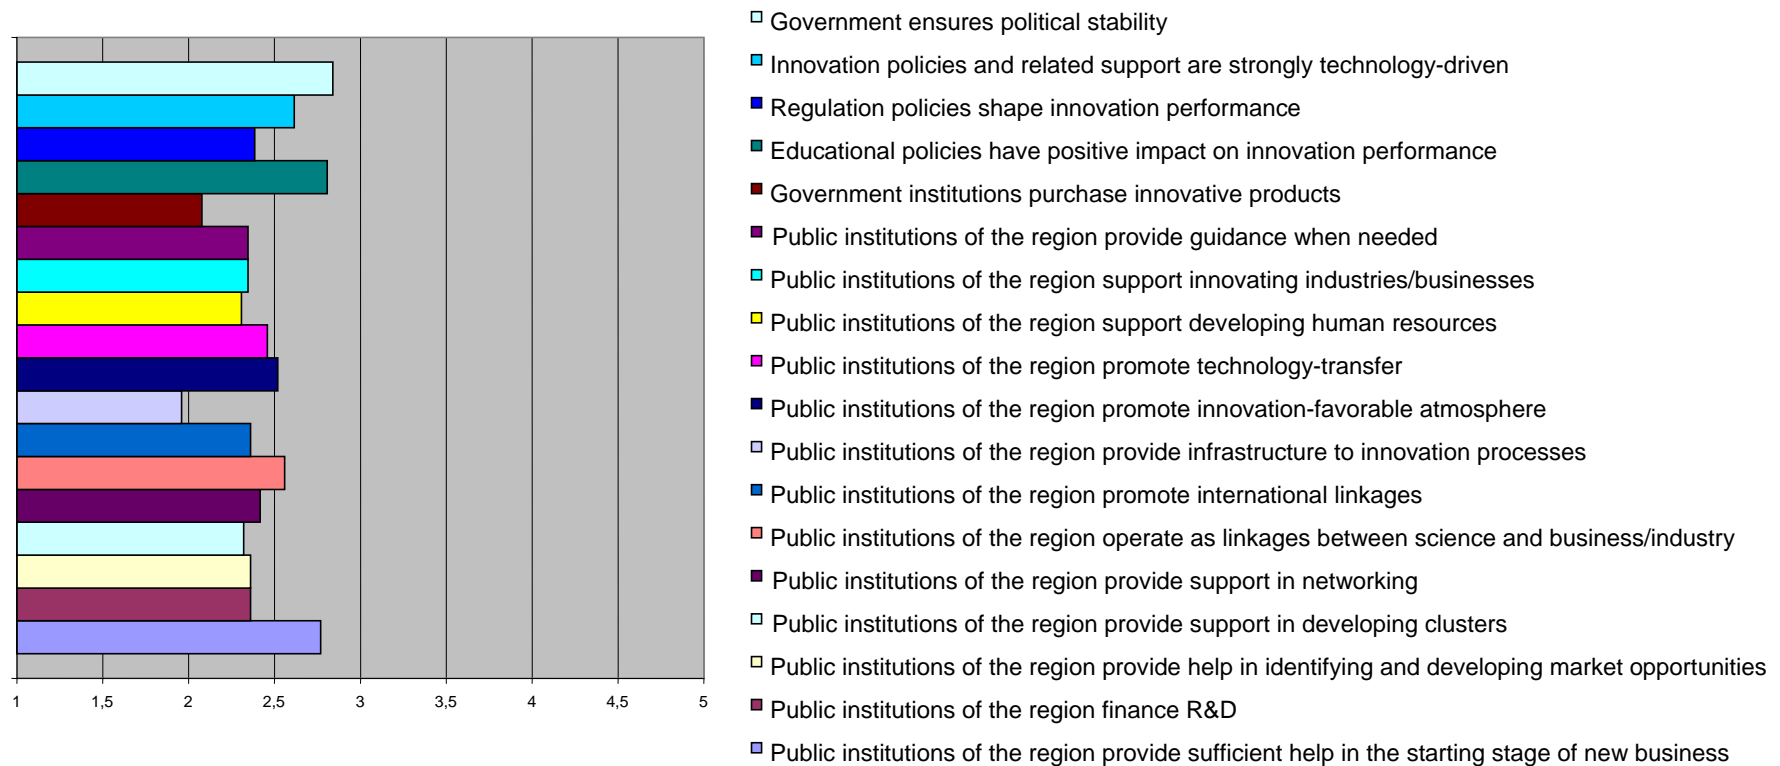 Government ensures political stability
Innovation policies and related support are strongly technology-driven
Regulation policies shape innovation performance
Educational policies have positive impact on innovation performance
Government institutions purchase innovative products
Public institutions of the region provide guidance when needed
Public institutions of the region support innovating industries/businesses
Public institutions of the region support developing human resources
Public institutions of the region promote technology-transfer
Public institutions of the region promote innovation-favorable atmosphere
Public institutions of the region provide infrastructure to innovation processes
Public institutions of the region promote international linkages
Public institutions of the region operate as linkages between science and business/industry
Public institutions of the region provide support in networking
Public institutions of the region provide support in developing clusters
Public institutions of the region provide help in identifying and developing market opportunities
Public institutions of the region finance R&D
Public institutions of the region provide sufficient help in the starting stage of new business
1 1,5 2 2,5 3 3,5 4 4,5 5